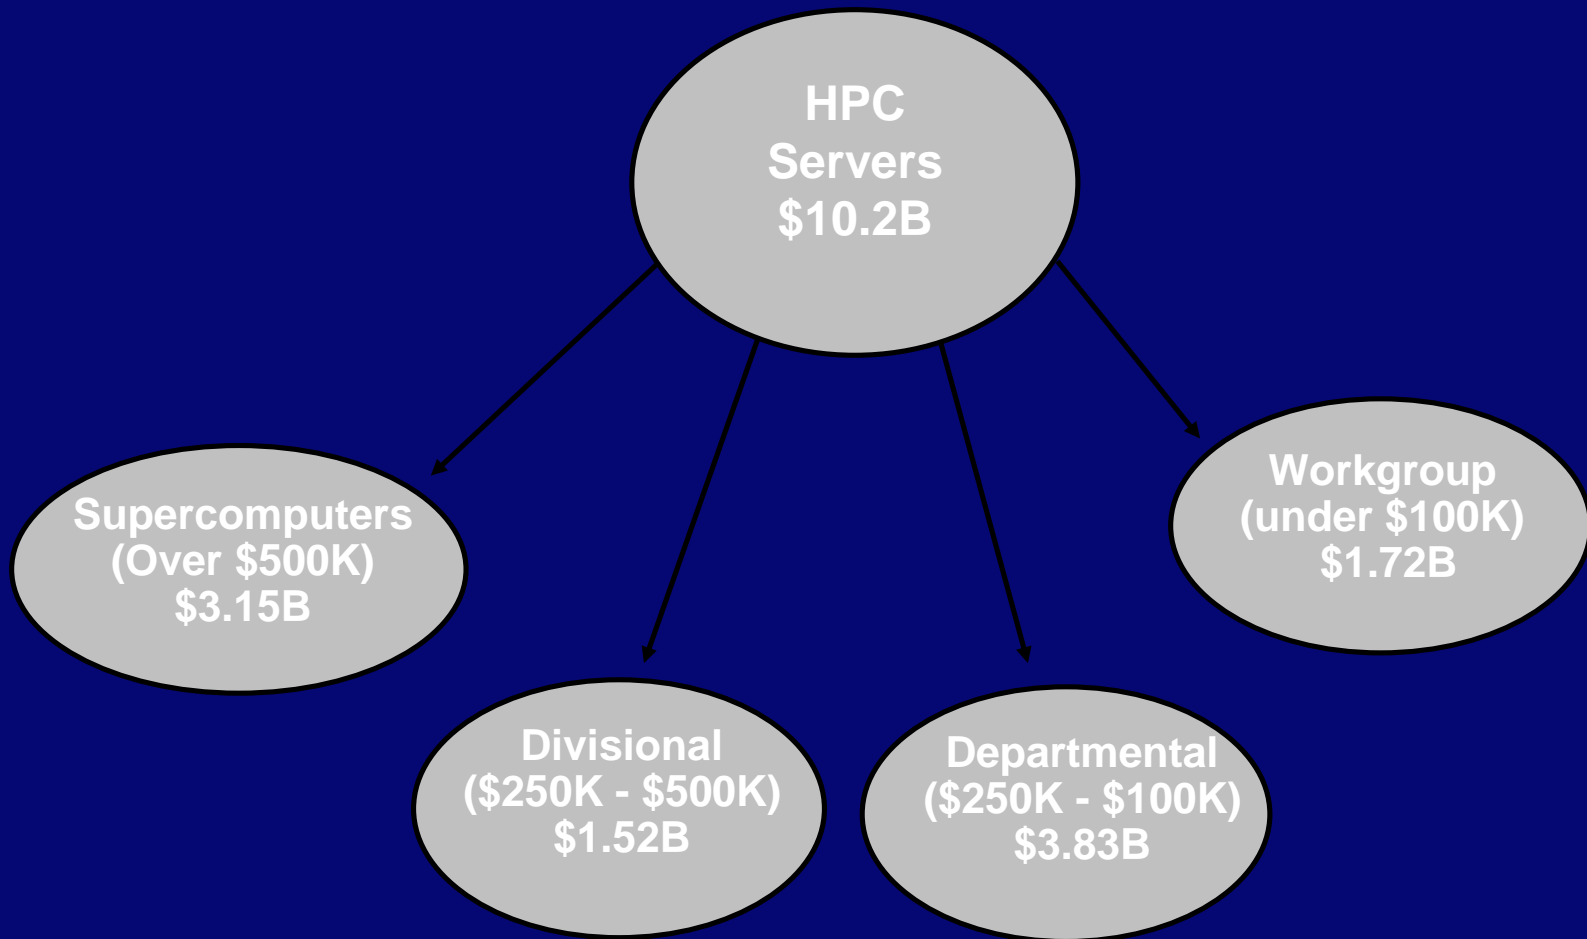 HPC
Servers
$10.2B
Supercomputers
(Over $500K)
$3.15B
Divisional
($250K - $500K)
$1.52B
Departmental
($250K - $100K)
$3.83B
Workgroup
(under $100K)
$1.72B